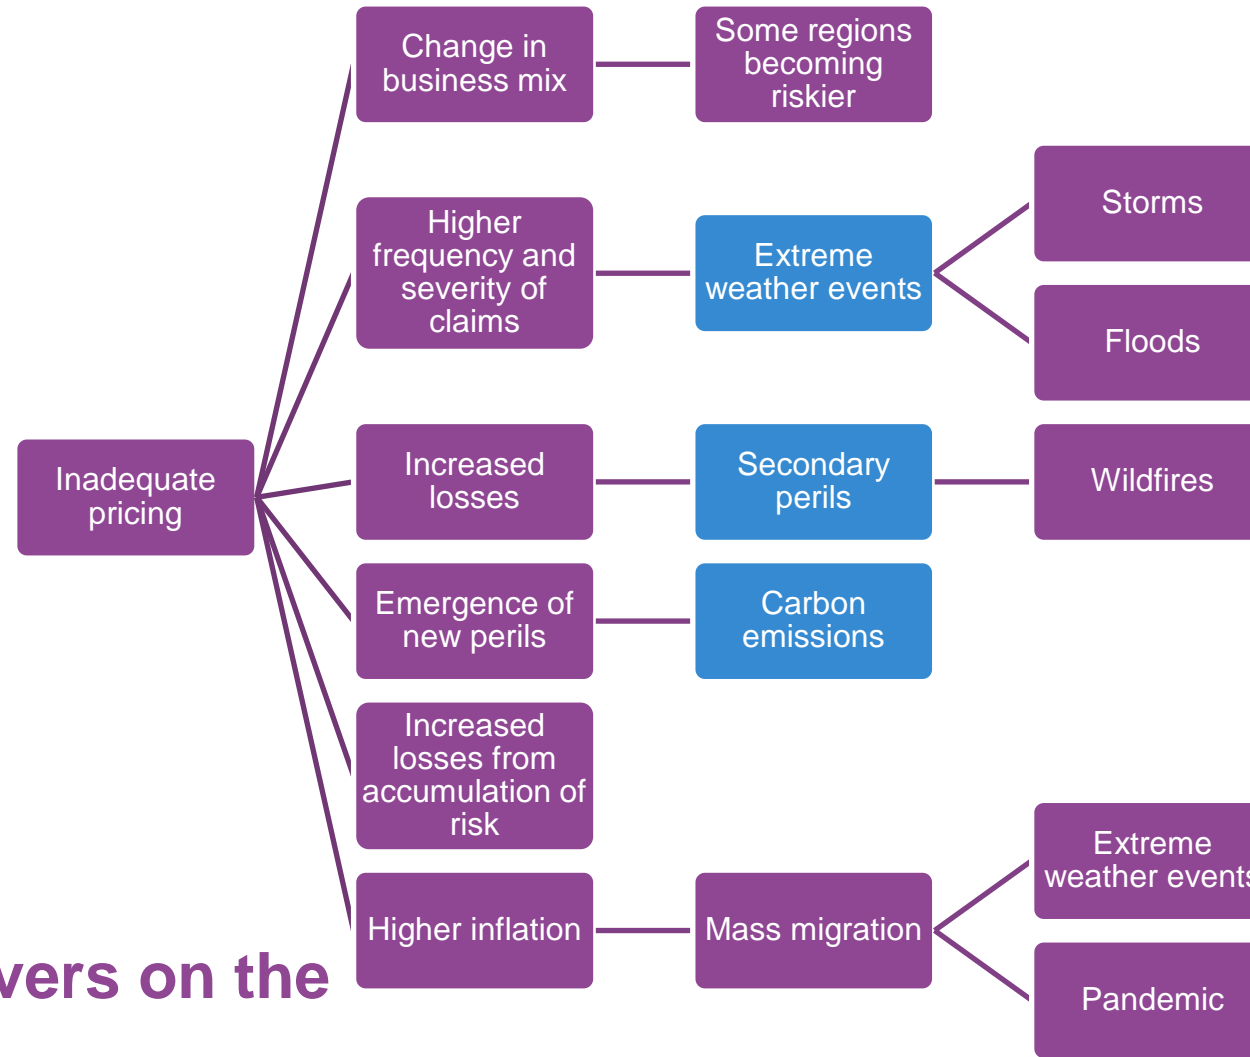 Change in
business mix
Some regions
becoming
riskier
Storms
Higher
frequency and
severity of
claims
Extreme
weather events
Floods
Inadequate
pricing
Increased
losses
Secondary
perils
Wildfires
Emergence of
new perils
Carbon
emissions
Increased
losses from
accumulation of
risk
Extreme
weather events
Higher inflation
Mass migration
vers on the
Pandemic